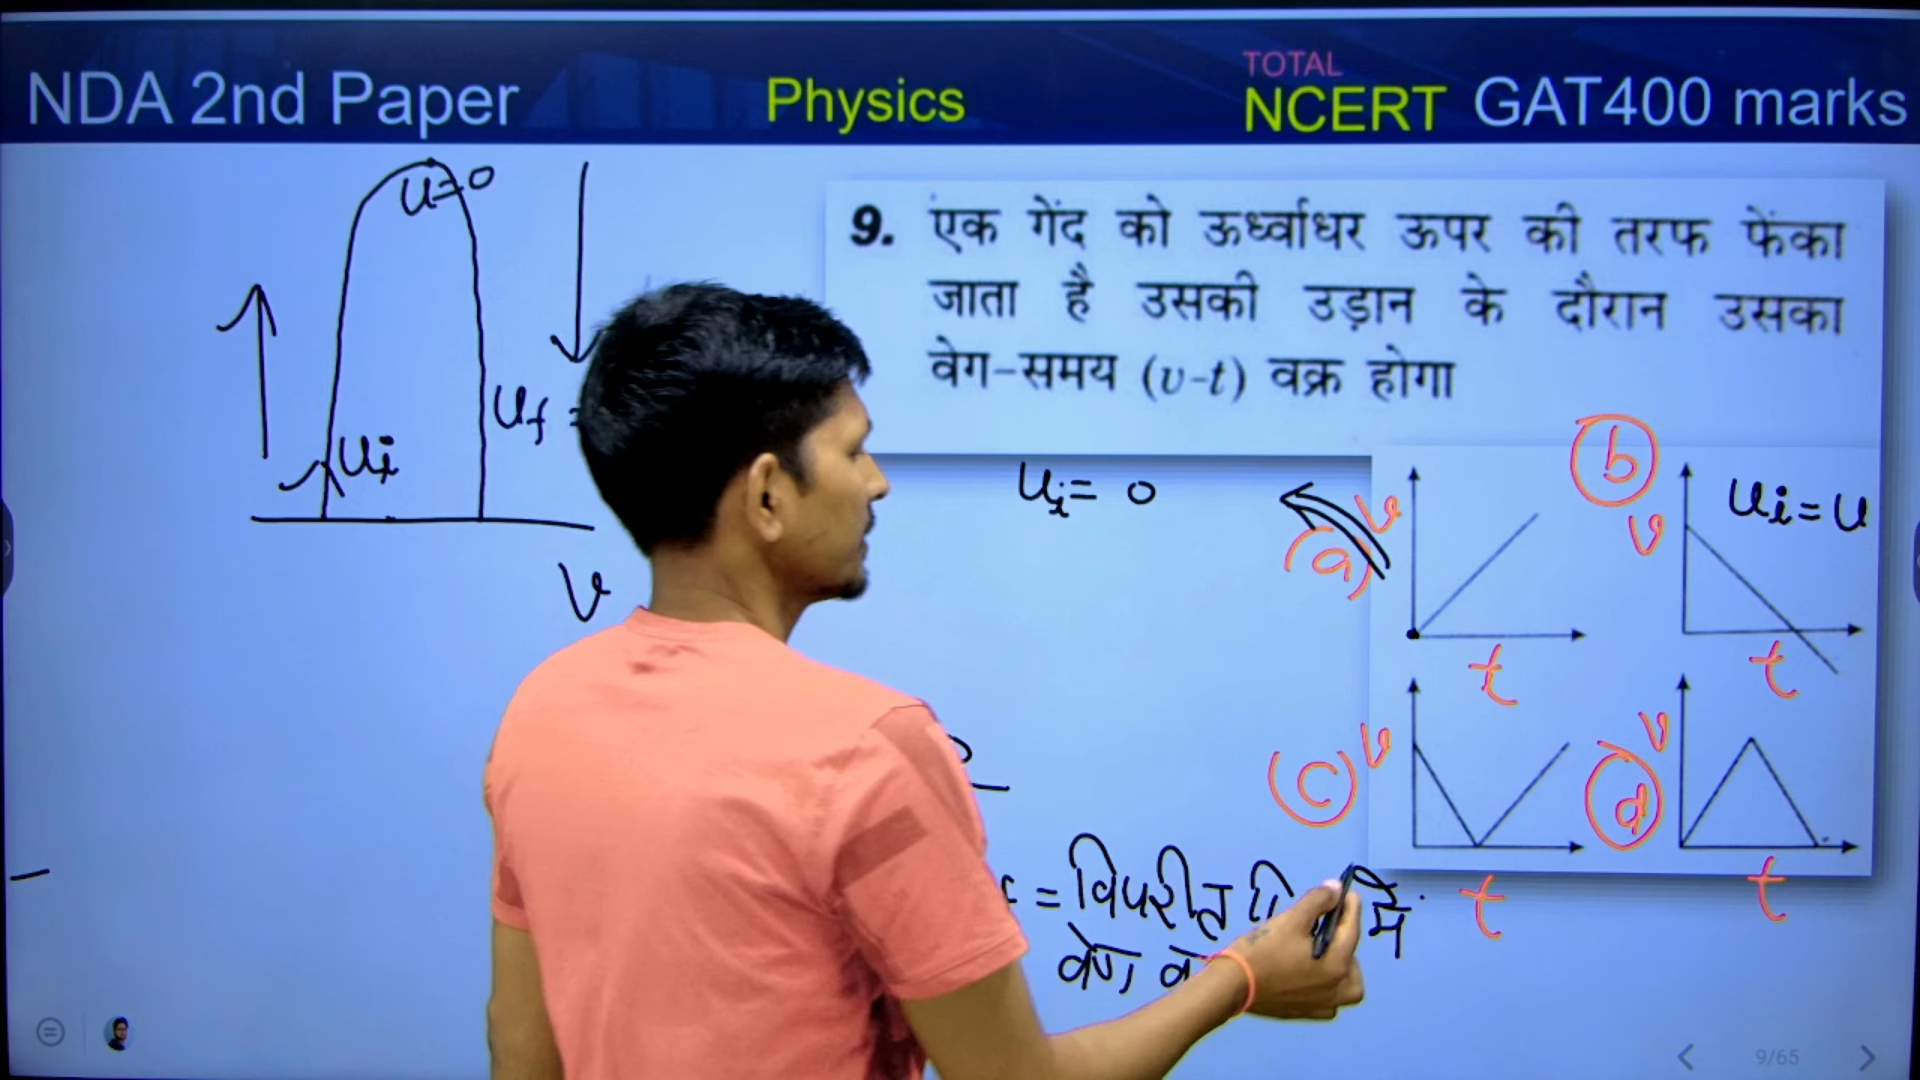 NDA 2nd Paper
Physics
TOTAL
NCERT GAT400 marks
u=0
uf =
ui
v
9. एक गेंद को ऊर्ध्वाधर ऊपर की तरफ फेंका
जाता है उसकी उड़ान के दौरान उसका
वेग-समय (v-t) वक्र होगा
ui= 0
(a)
v
t
(b)
v
ui=u
t
(c)
v
t
(d)
v
t
= विपरीत
में
वेग
9/65